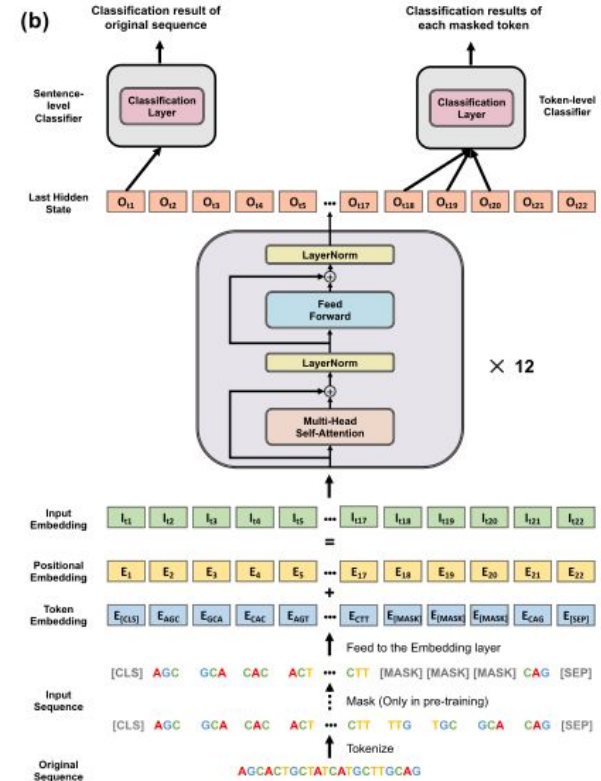 (b)
Classification result of
original sequence
Classification results of
each masked token
Sentence-
level
Classifier
Classification
Layer
Classification
Layer
Token-level
Classifier
Last Hidden
State
Ot1 Ot2 Ot3 Ot4 Ot5 ... Ot17 Ot18 Ot19 Ot20 Ot21 Ot22
LayerNorm
+
Feed
Forward
LayerNorm
+
Multi-Head
Self-Attention
× 12
Input
Embedding
It1 It2 It3 It4 It5 ... It17 It18 It19 It20 It21 It22
=
Positional
Embedding
E1 E2 E3 E4 E5 ... E17 E18 E19 E20 E21 E22
+
Token
Embedding
E[CLS] EAGC EGCA ECAC EAGT ... ECTT E[MASK] E[MASK] E[MASK] ECAG E[SEP]
Feed to the Embedding layer
[CLS] AGC GCA CAC ACT ... CTT [MASK] [MASK] [MASK] CAG [SEP]
Input
Sequence
Mask (Only in pre-training)
[CLS] AGC GCA CAC ACT ... CTT TTG TGC GCA CAG [SEP]
Tokenize
Original
Sequence
AGCACTGCTATCATGCTTGCAG